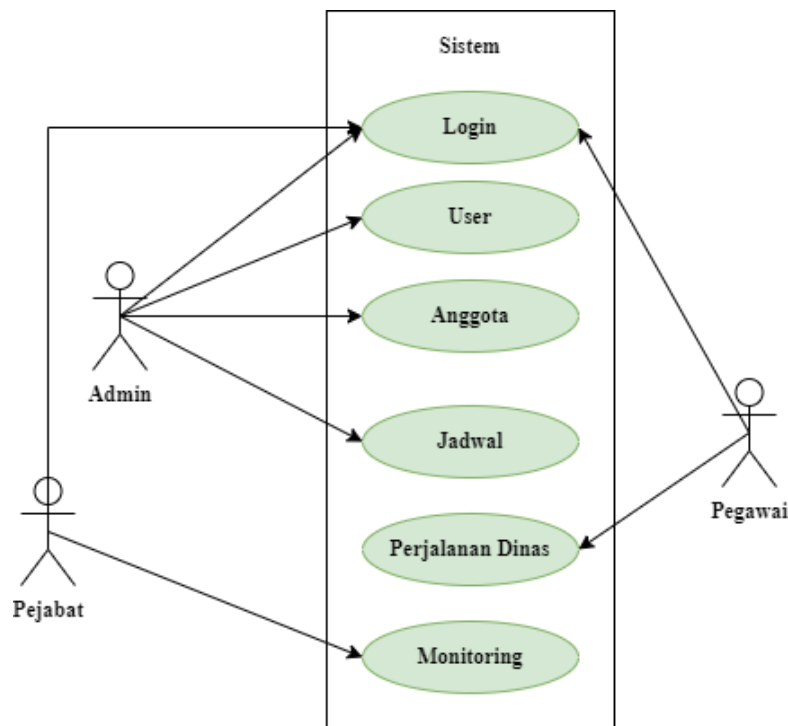 Sistem
Login
User
Anggota
Admin
Jadwal
Pegawai
Perjalanan Dinas
Pejabat
Monitoring